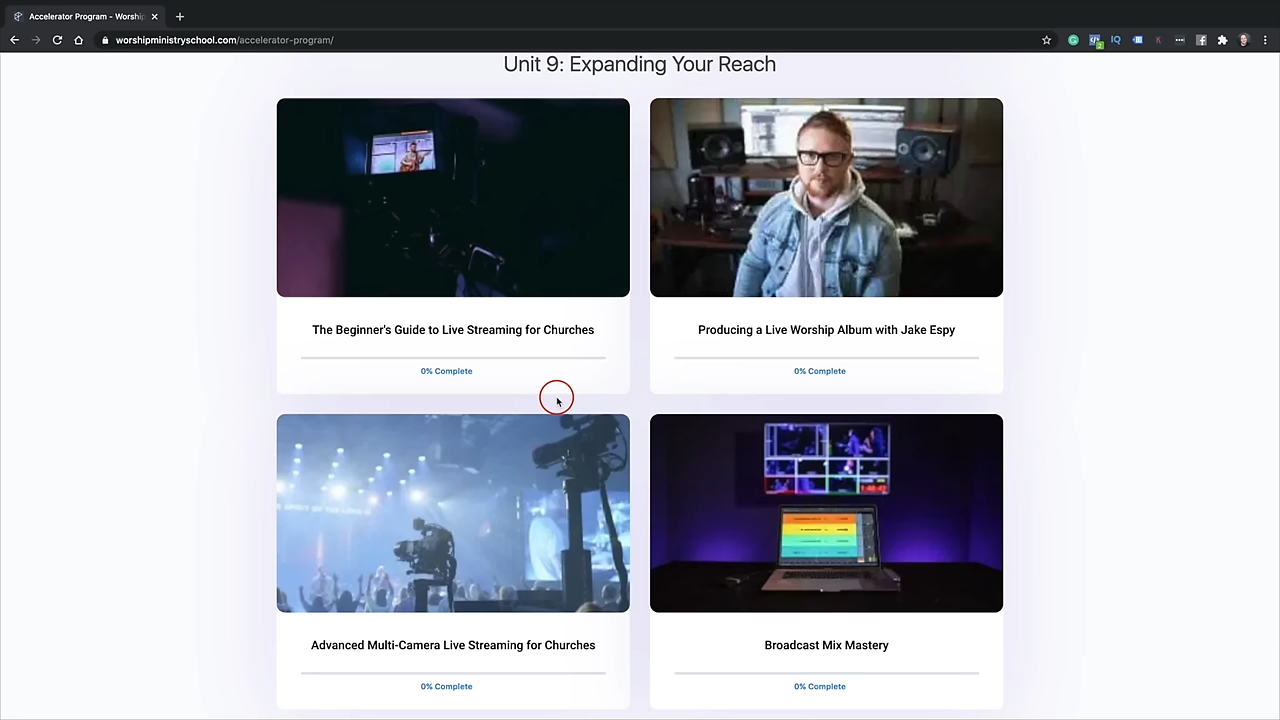 Accelerator Program - Worship
worshipministryschool.com/accelerator-program/
Unit 9: Expanding Your Reach
The Beginner's Guide to Live Streaming for Churches
0% Complete
Producing a Live Worship Album with Jake Espy
0% Complete
Advanced Multi-Camera Live Streaming for Churches
0% Complete
Broadcast Mix Mastery
0% Complete